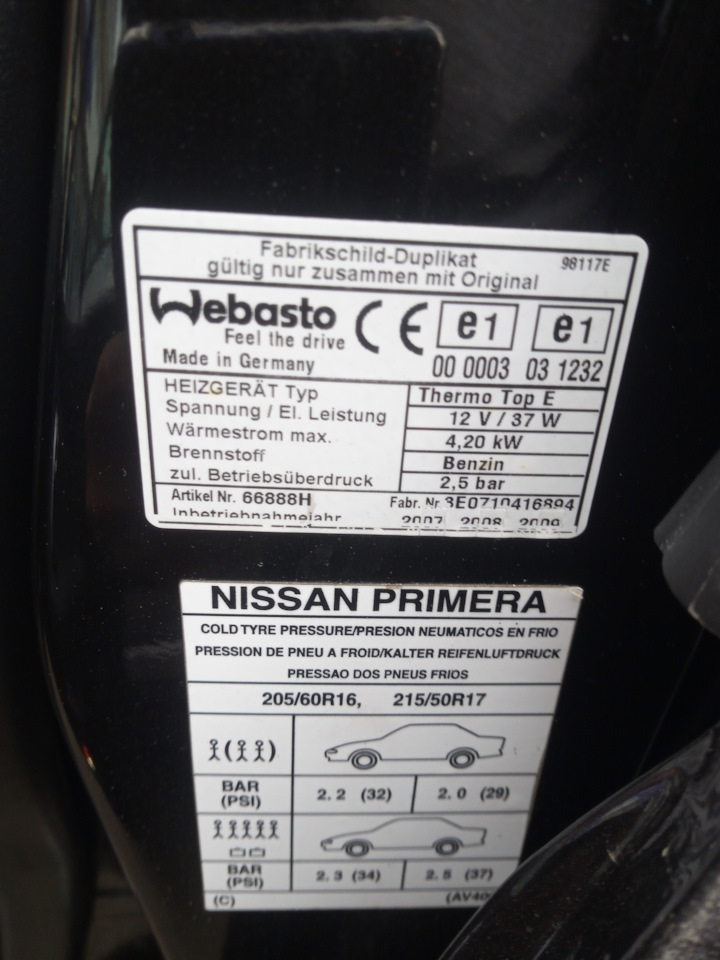 Fabrikschild-Duplikat
gültig nur zusammen mit Original
98117E
Webasto
Feel the drive
Made in Germany
CE e1 e1
00 0003 03 1232
HEIZGERÄT Typ Thermo Top E
Spannung / El. Leistung 12 V / 37 W
Wärmestrom max. 4,20 kW
Brennstoff Benzin
zul. Betriebsüberdruck 2,5 bar
Artikel Nr. 66888H Fabr. Nr 3E0710416894
Inbetriebnahmejahr 2007 2008 2009
NISSAN PRIMERA
COLD TYRE PRESSURE/PRESION NEUMATICOS EN FRIO
PRESSION DE PNEU A FROID/KALTER REIFENLUFTDRUCK
PRESSAO DOS PNEUS FRIOS
205/60R16, 215/50R17
BAR
(PSI)
2. 2 (32) 2. 0 (29)
BAR
(PSI)
2. 3 (34) 2. 5 (37)
(C)